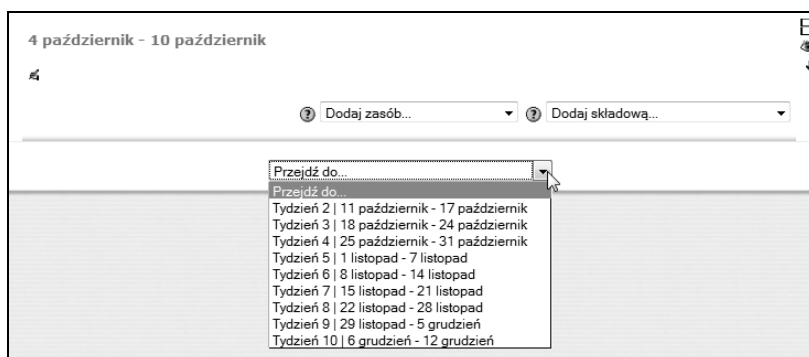 4 październik - 10 październik
Dodaj zasób... Dodaj składową...
Przejdź do...
Przejdź do...
Tydzień 2 | 11 październik - 17 październik
Tydzień 3 | 18 październik - 24 październik
Tydzień 4 | 25 październik - 31 październik
Tydzień 5 | 1 listopad - 7 listopad
Tydzień 6 | 8 listopad - 14 listopad
Tydzień 7 | 15 listopad - 21 listopad
Tydzień 8 | 22 listopad - 28 listopad
Tydzień 9 | 29 listopad - 5 grudzień
Tydzień 10 | 6 grudzień - 12 grudzień